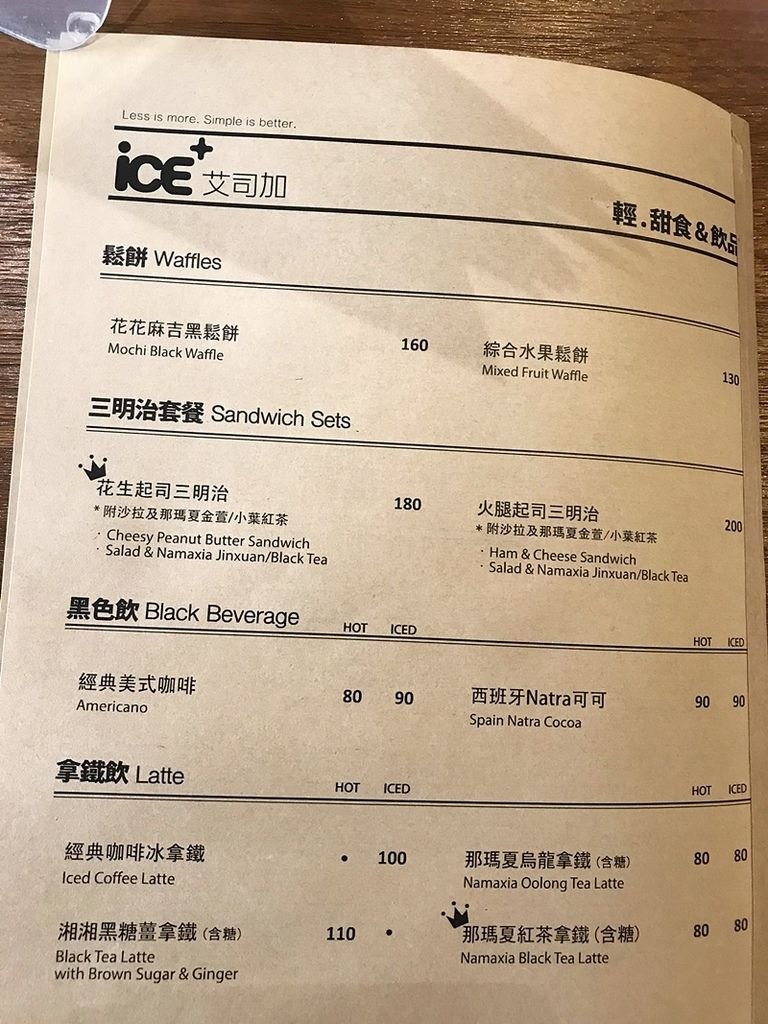 Less is more. Simple is better.
iCE+ 艾司加
輕.甜食&飲品
鬆餅 Waffles
花花麻吉黑鬆餅 160
Mochi Black Waffle
綜合水果鬆餅 130
Mixed Fruit Waffle
三明治套餐 Sandwich Sets
花生起司三明治 180
*附沙拉及那瑪夏金萱/小葉紅茶
· Cheesy Peanut Butter Sandwich
· Salad & Namaxia Jinxuan/Black Tea
火腿起司三明治 200
*附沙拉及那瑪夏金萱/小葉紅茶
· Ham & Cheese Sandwich
· Salad & Namaxia Jinxuan/Black Tea
黑色飲 Black Beverage HOT ICED HOT ICED
經典美式咖啡 80 90
Americano
西班牙Natra可可 90 90
Spain Natra Cocoa
拿鐵飲 Latte HOT ICED HOT ICED
經典咖啡冰拿鐵 • 100
Iced Coffee Latte
那瑪夏烏龍拿鐵 (含糖) 80 80
Namaxia Oolong Tea Latte
湘湘黑糖薑拿鐵 (含糖) 110 •
Black Tea Latte
with Brown Sugar & Ginger
那瑪夏紅茶拿鐵 (含糖) 80 80
Namaxia Black Tea Latte